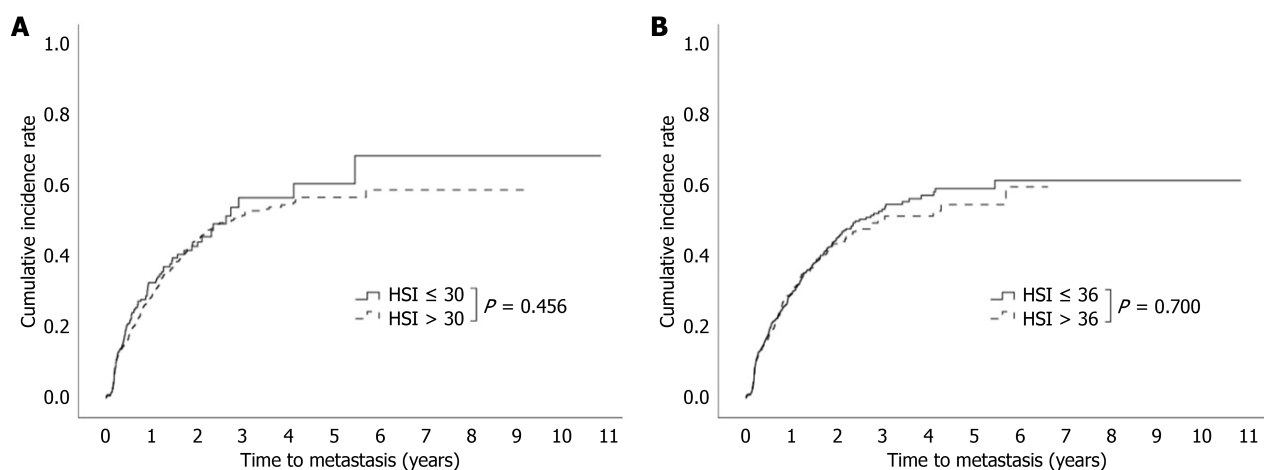 A
Cumulative incidence rate
1.0
0.8
0.6
0.4
0.2
0.0
HSI ≤ 30
HSI > 30
P = 0.456
0 1 2 3 4 5 6 7 8 9 10 11
Time to metastasis (years)
B
Cumulative incidence rate
1.0
0.8
0.6
0.4
0.2
0.0
HSI ≤ 36
HSI > 36
P = 0.700
0 1 2 3 4 5 6 7 8 9 10 11
Time to metastasis (years)